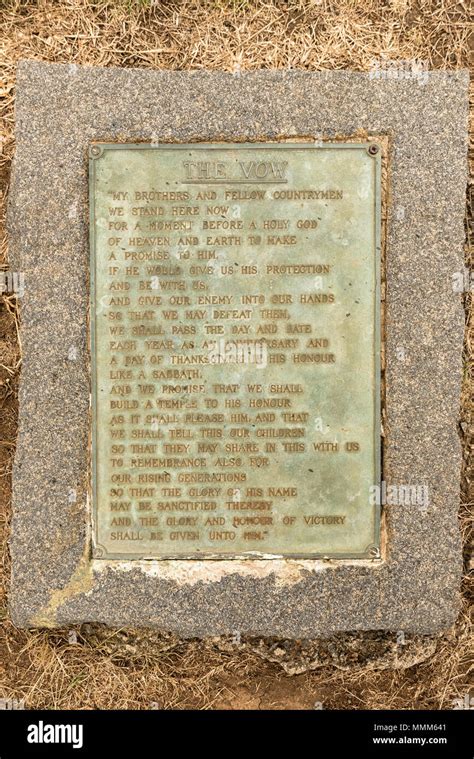 THE VOW
"MY BROTHERS AND FELLOW COUNTRYMEN
WE STAND HERE NOW
FOR A MOMENT BEFORE A HOLY GOD
OF HEAVEN AND EARTH TO MAKE
A PROMISE TO HIM,
IF HE WOULD GIVE US HIS PROTECTION
AND BE WITH US,
AND GIVE OUR ENEMY INTO OUR HANDS
SO THAT WE MAY DEFEAT THEM,
WE SHALL PASS THE DAY AND DATE
EACH YEAR AS AN ANNIVERSARY AND
A DAY OF THANKSGIVING TO HIS HONOUR
LIKE A SABBATH,
AND WE PROMISE THAT WE SHALL
BUILD A TEMPLE TO HIS HONOUR
AS IT SHALL PLEASE HIM, AND THAT
WE SHALL TELL THIS OUR CHILDREN
SO THAT THEY MAY SHARE IN THIS WITH US
TO REMEMBRANCE ALSO FOR
OUR RISING GENERATIONS
SO THAT THE GLORY OF HIS NAME
MAY BE SANCTIFIED THEREBY
AND THE GLORY AND HONOUR OF VICTORY
SHALL BE GIVEN UNTO HIM."
alamy
alamy stock photo
MMM641
www.alamy.com